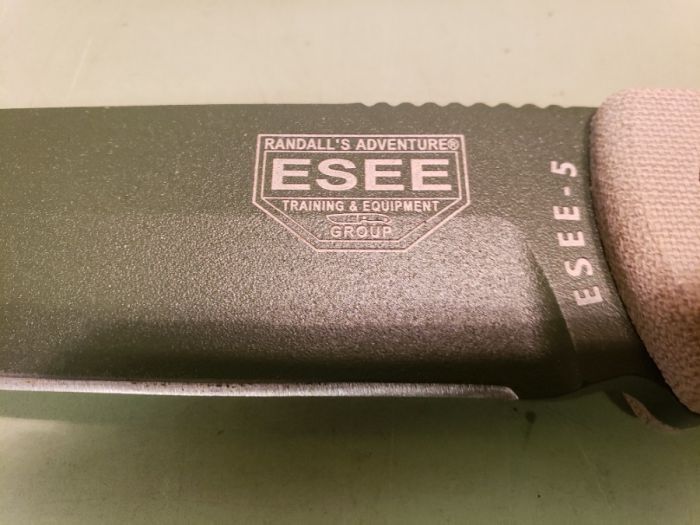 RANDALL'S ADVENTURE®
ESEE
TRAINING & EQUIPMENT
GROUP
ESEE-5